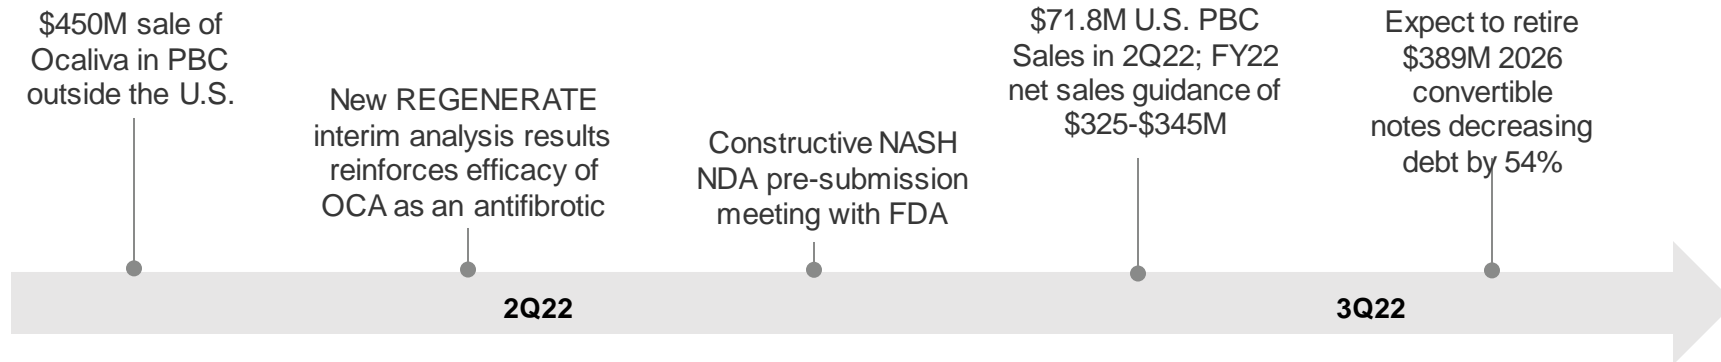 $450M sale of
Ocaliva in PBC
outside the U.S.
New REGENERATE
interim analysis results
reinforces efficacy of
OCA as an antifibrotic
Constructive NASH
NDA pre-submission
meeting with FDA
$71.8M U.S. PBC
Sales in 2Q22; FY22
net sales guidance of
$325-$345M
Expect to retire
$389M 2026
convertible
notes decreasing
debt by 54%
2Q22
3Q22